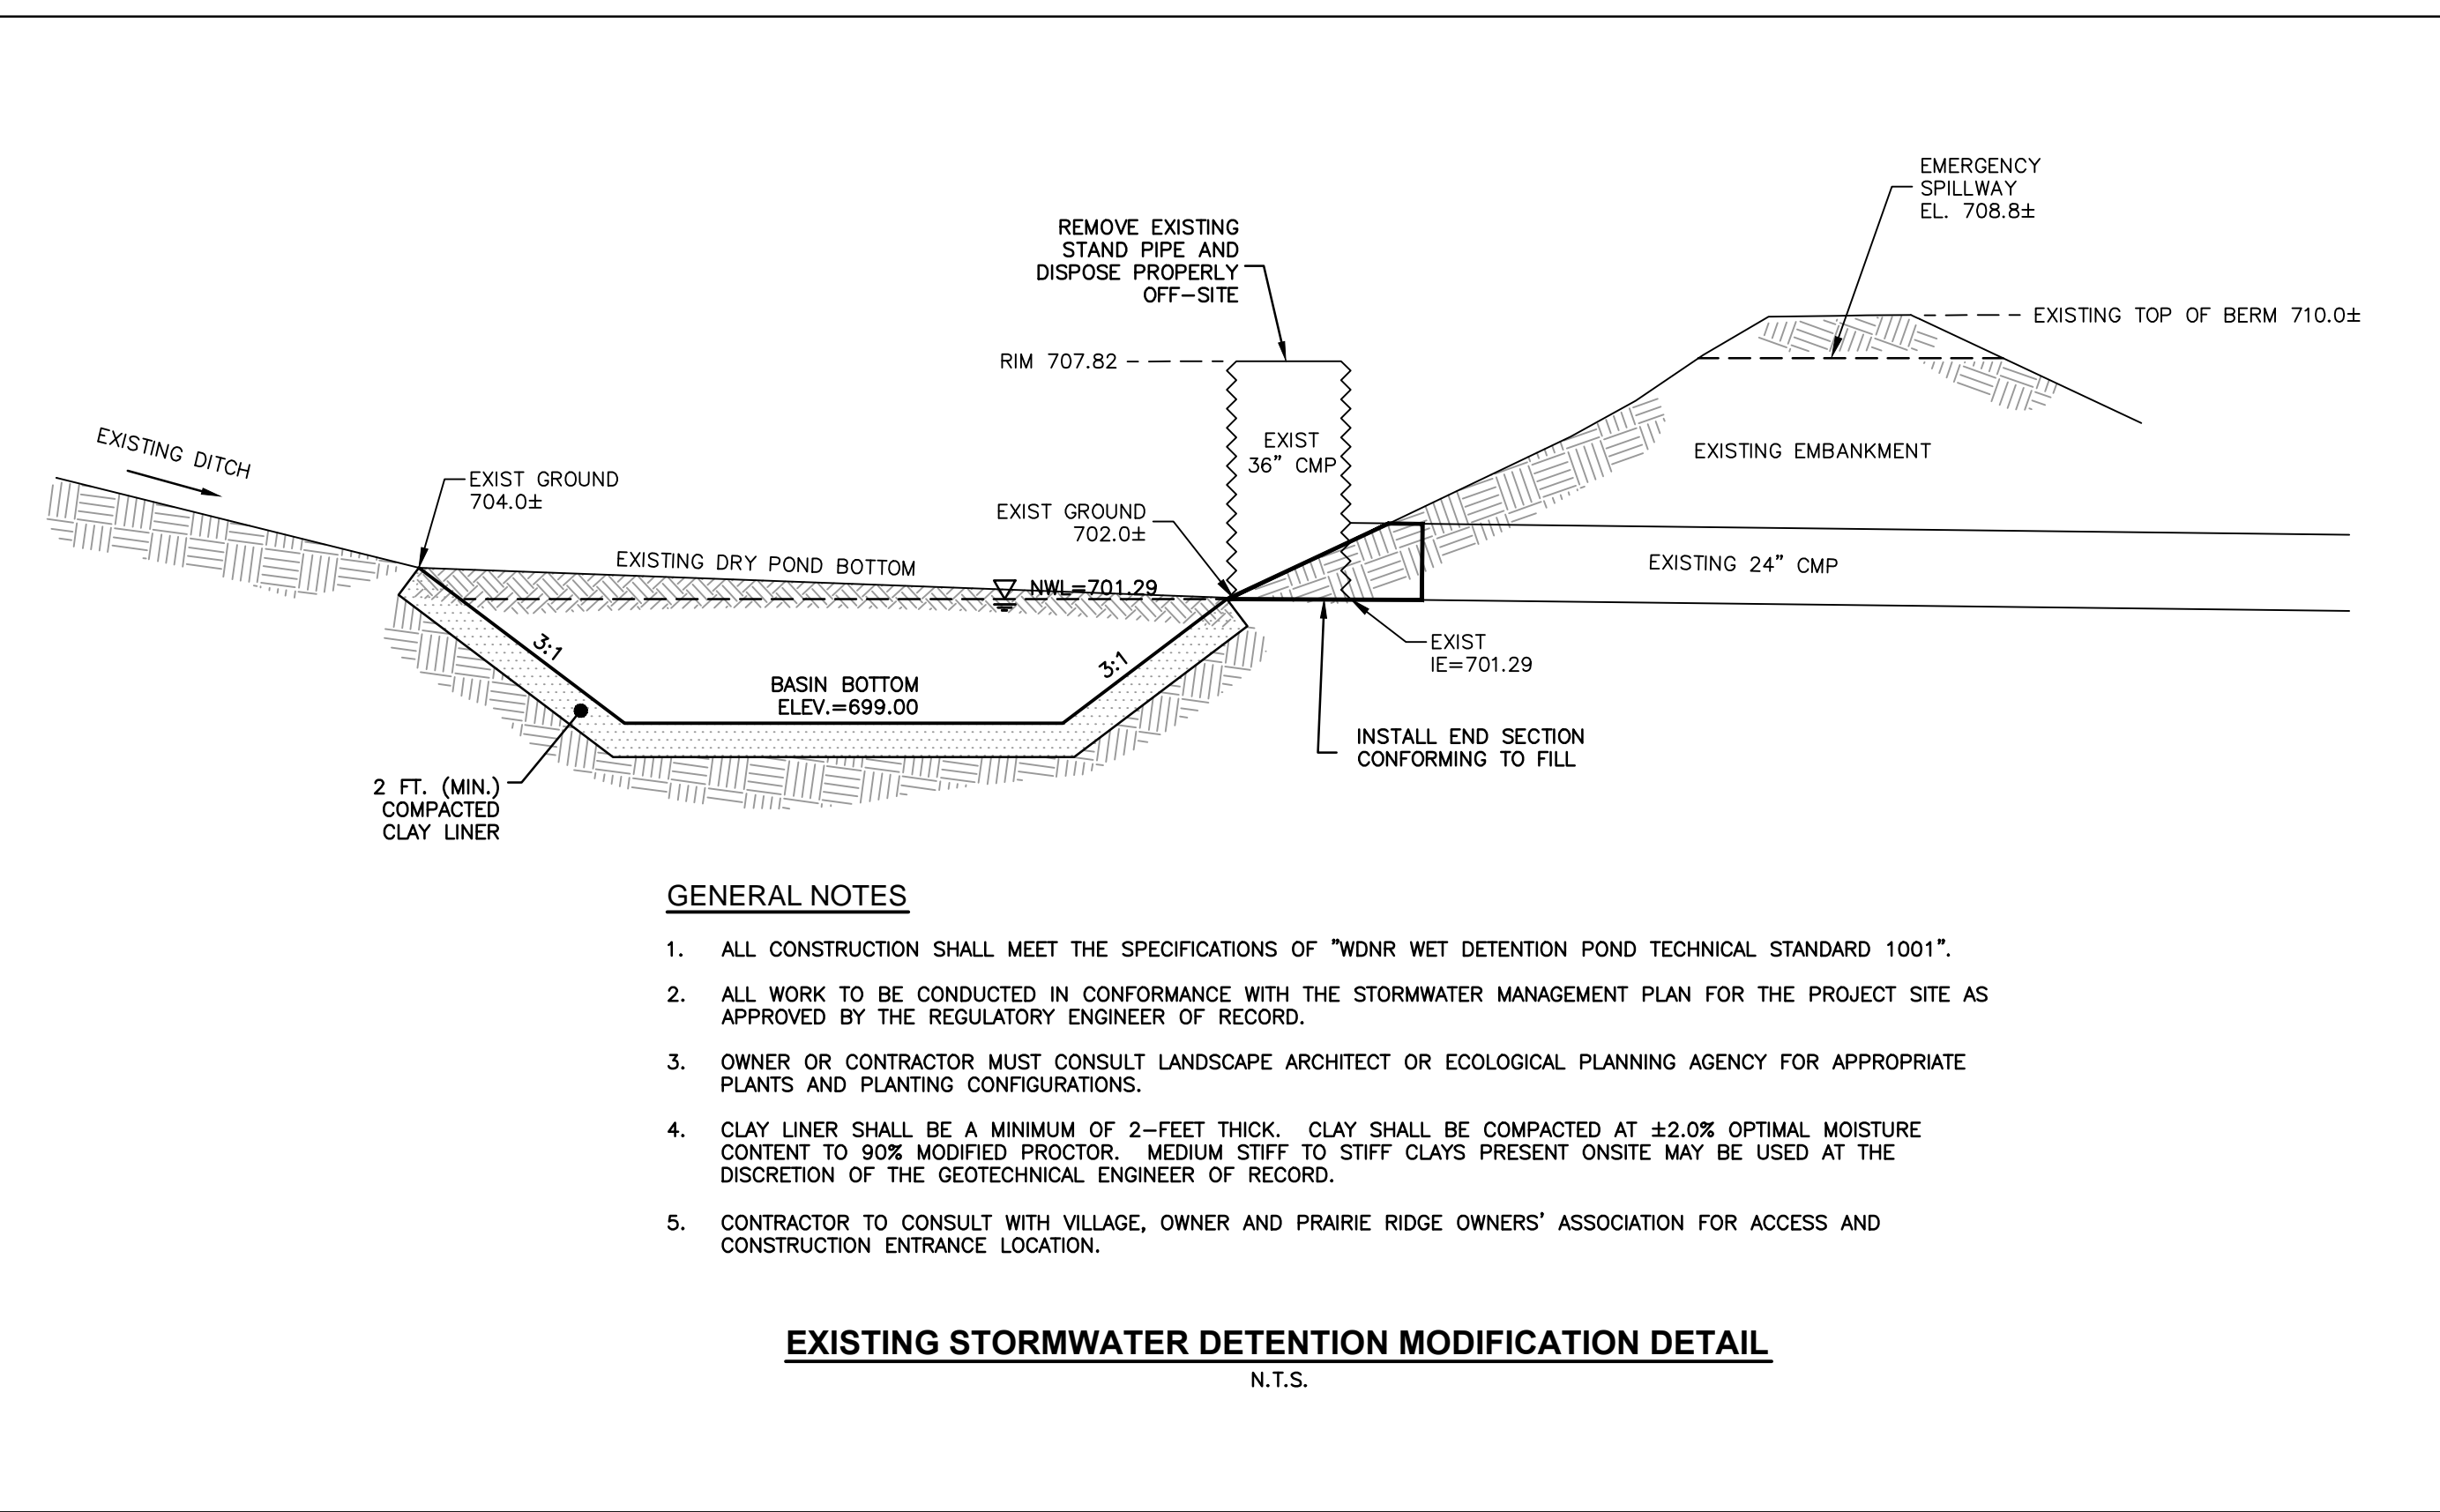 EMERGENCY
SPILLWAY
EL. 708.8±
REMOVE EXISTING
STAND PIPE AND
DISPOSE PROPERLY
OFF-SITE
EXISTING TOP OF BERM 710.0±
RIM 707.82
EXISTING DITCH
EXIST
36" CMP
EXISTING EMBANKMENT
EXIST GROUND
704.0±
EXIST GROUND
702.0±
EXISTING DRY POND BOTTOM
EXISTING 24" CMP
NWL=701.29
3:1
3:1
EXIST
IE=701.29
BASIN BOTTOM
ELEV.=699.00
INSTALL END SECTION
CONFORMING TO FILL
2 FT. (MIN.)
COMPACTED
CLAY LINER
GENERAL NOTES
1. ALL CONSTRUCTION SHALL MEET THE SPECIFICATIONS OF "WDNR WET DETENTION POND TECHNICAL STANDARD 1001".
2. ALL WORK TO BE CONDUCTED IN CONFORMANCE WITH THE STORMWATER MANAGEMENT PLAN FOR THE PROJECT SITE AS
APPROVED BY THE REGULATORY ENGINEER OF RECORD.
3. OWNER OR CONTRACTOR MUST CONSULT LANDSCAPE ARCHITECT OR ECOLOGICAL PLANNING AGENCY FOR APPROPRIATE
PLANTS AND PLANTING CONFIGURATIONS.
4. CLAY LINER SHALL BE A MINIMUM OF 2-FEET THICK. CLAY SHALL BE COMPACTED AT ±2.0% OPTIMAL MOISTURE
CONTENT TO 90% MODIFIED PROCTOR. MEDIUM STIFF TO STIFF CLAYS PRESENT ONSITE MAY BE USED AT THE
DISCRETION OF THE GEOTECHNICAL ENGINEER OF RECORD.
5. CONTRACTOR TO CONSULT WITH VILLAGE, OWNER AND PRAIRIE RIDGE OWNERS' ASSOCIATION FOR ACCESS AND
CONSTRUCTION ENTRANCE LOCATION.
EXISTING STORMWATER DETENTION MODIFICATION DETAIL
N.T.S.